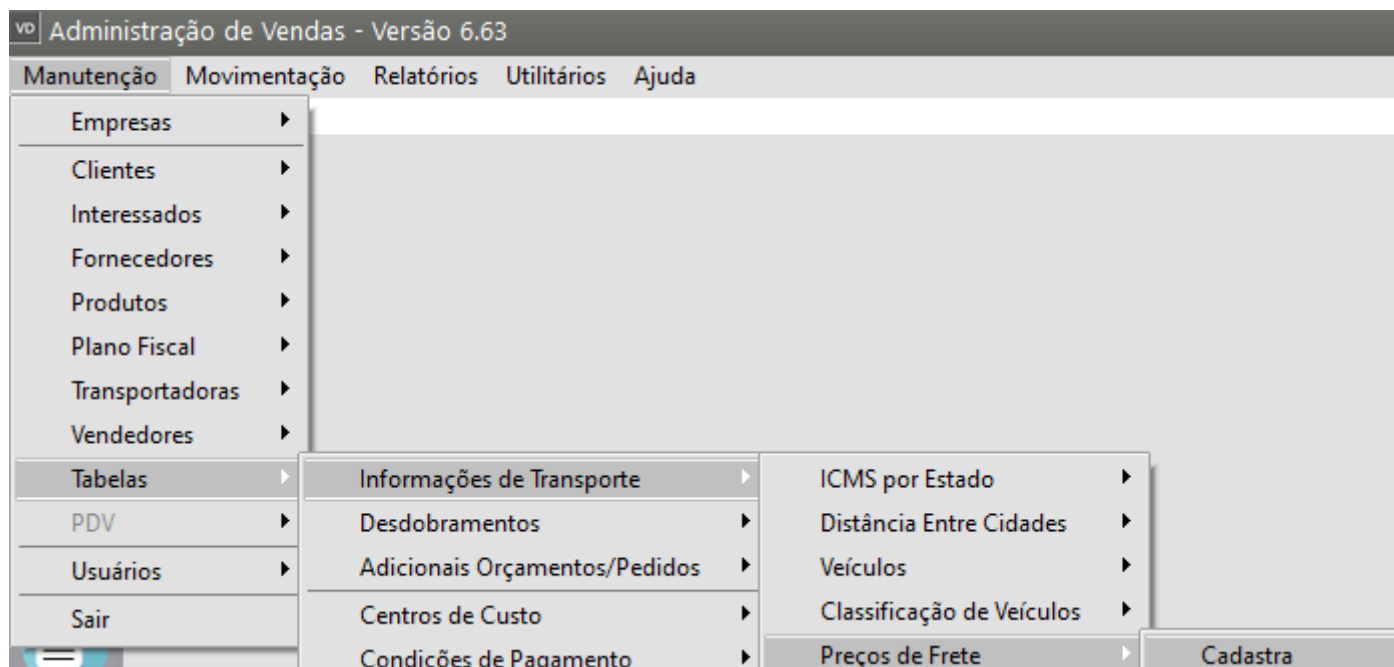 VD Administração de Vendas - Versão 6.63
Manutenção Movimentação Relatórios Utilitários Ajuda
Empresas
Clientes
Interessados
Fornecedores
Produtos
Plano Fiscal
Transportadoras
Vendedores
Tabelas Informações de Transporte ICMS por Estado
PDV Desdobramentos Distância Entre Cidades
Usuários Adicionais Orçamentos/Pedidos Veículos
Sair Centros de Custo Classificação de Veículos
Condições de Pagamento Preços de Frete Cadastra